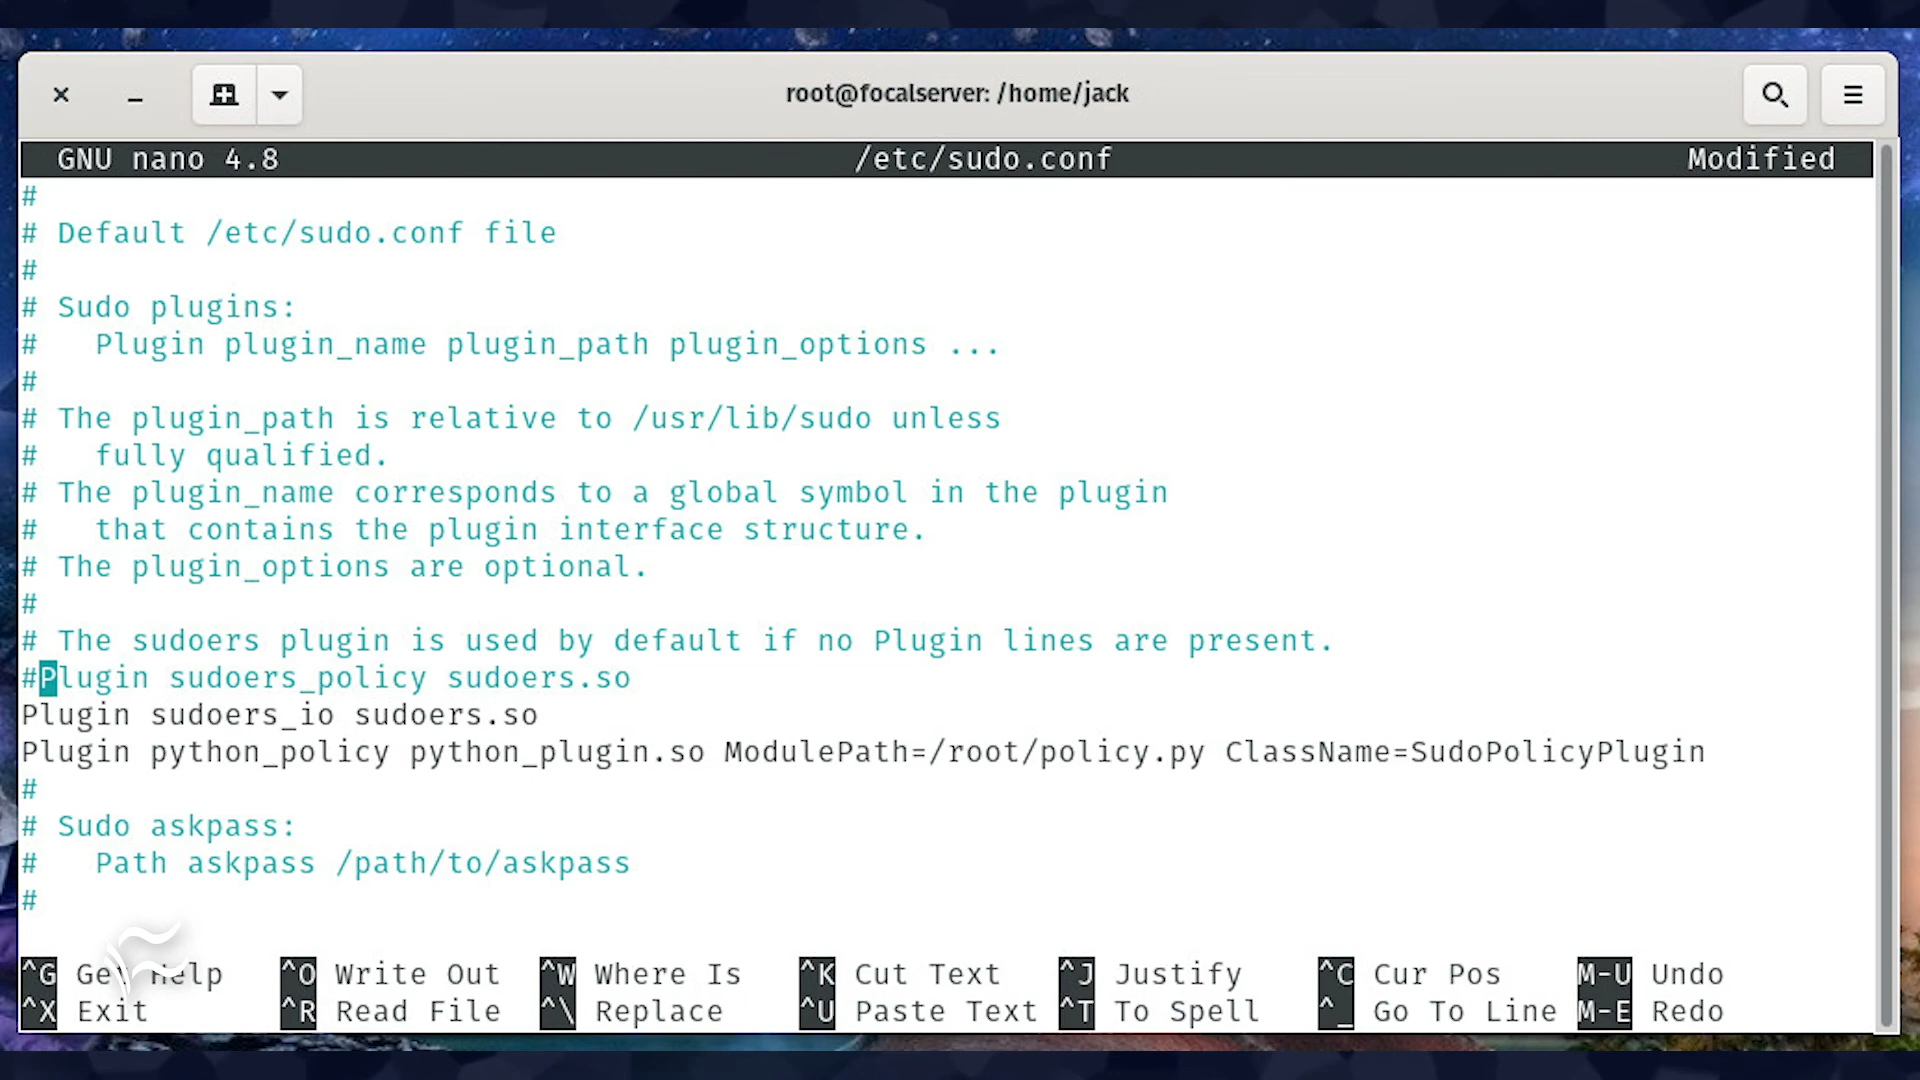 root@focalserver: /home/jack
GNU nano 4.8 /etc/sudo.conf Modified
#
# Default /etc/sudo.conf file
#
# Sudo plugins:
#   Plugin plugin_name plugin_path plugin_options ...
#
# The plugin_path is relative to /usr/lib/sudo unless
#   fully qualified.
# The plugin_name corresponds to a global symbol in the plugin
#   that contains the plugin interface structure.
# The plugin_options are optional.
#
# The sudoers plugin is used by default if no Plugin lines are present.
#Plugin sudoers_policy sudoers.so
Plugin sudoers_io sudoers.so
Plugin python_policy python_plugin.so ModulePath=/root/policy.py ClassName=SudoPolicyPlugin
#
# Sudo askpass:
#   Path askpass /path/to/askpass
#
^G Get Help ^O Write Out ^W Where Is ^K Cut Text ^J Justify ^C Cur Pos M-U Undo
^X Exit ^R Read File ^\ Replace ^U Paste Text ^T To Spell ^_ Go To Line M-E Redo